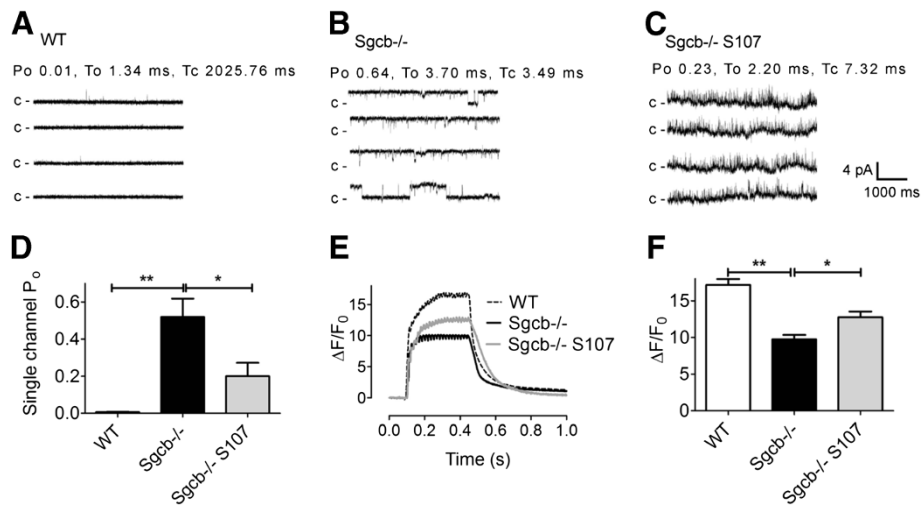 A
WT
Po 0.01, To 1.34 ms, Tc 2025.76 ms
c -
c -
c -
c -
B
Sgcb-/-
Po 0.64, To 3.70 ms, Tc 3.49 ms
c -
c -
c -
c -
C
Sgcb-/- S107
Po 0.23, To 2.20 ms, Tc 7.32 ms
c -
c -
c -
c -
4 pA
1000 ms
D
Single channel Po
0.6
0.4
0.2
0.0
**
*
WT
Sgcb-/-
Sgcb-/- S107
E
ΔF/F0
15
10
5
0
WT
Sgcb-/-
Sgcb-/- S107
0.0 0.2 0.4 0.6 0.8 1.0
Time (s)
F
ΔF/F0
15
10
5
0
**
*
WT
Sgcb-/-
Sgcb-/- S107